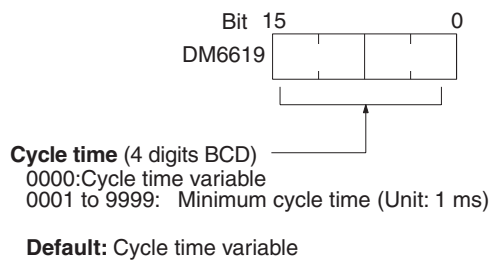 Bit 15 0
DM6619
Cycle time (4 digits BCD)
0000:Cycle time variable
0001 to 9999: Minimum cycle time (Unit: 1 ms)
Default: Cycle time variable